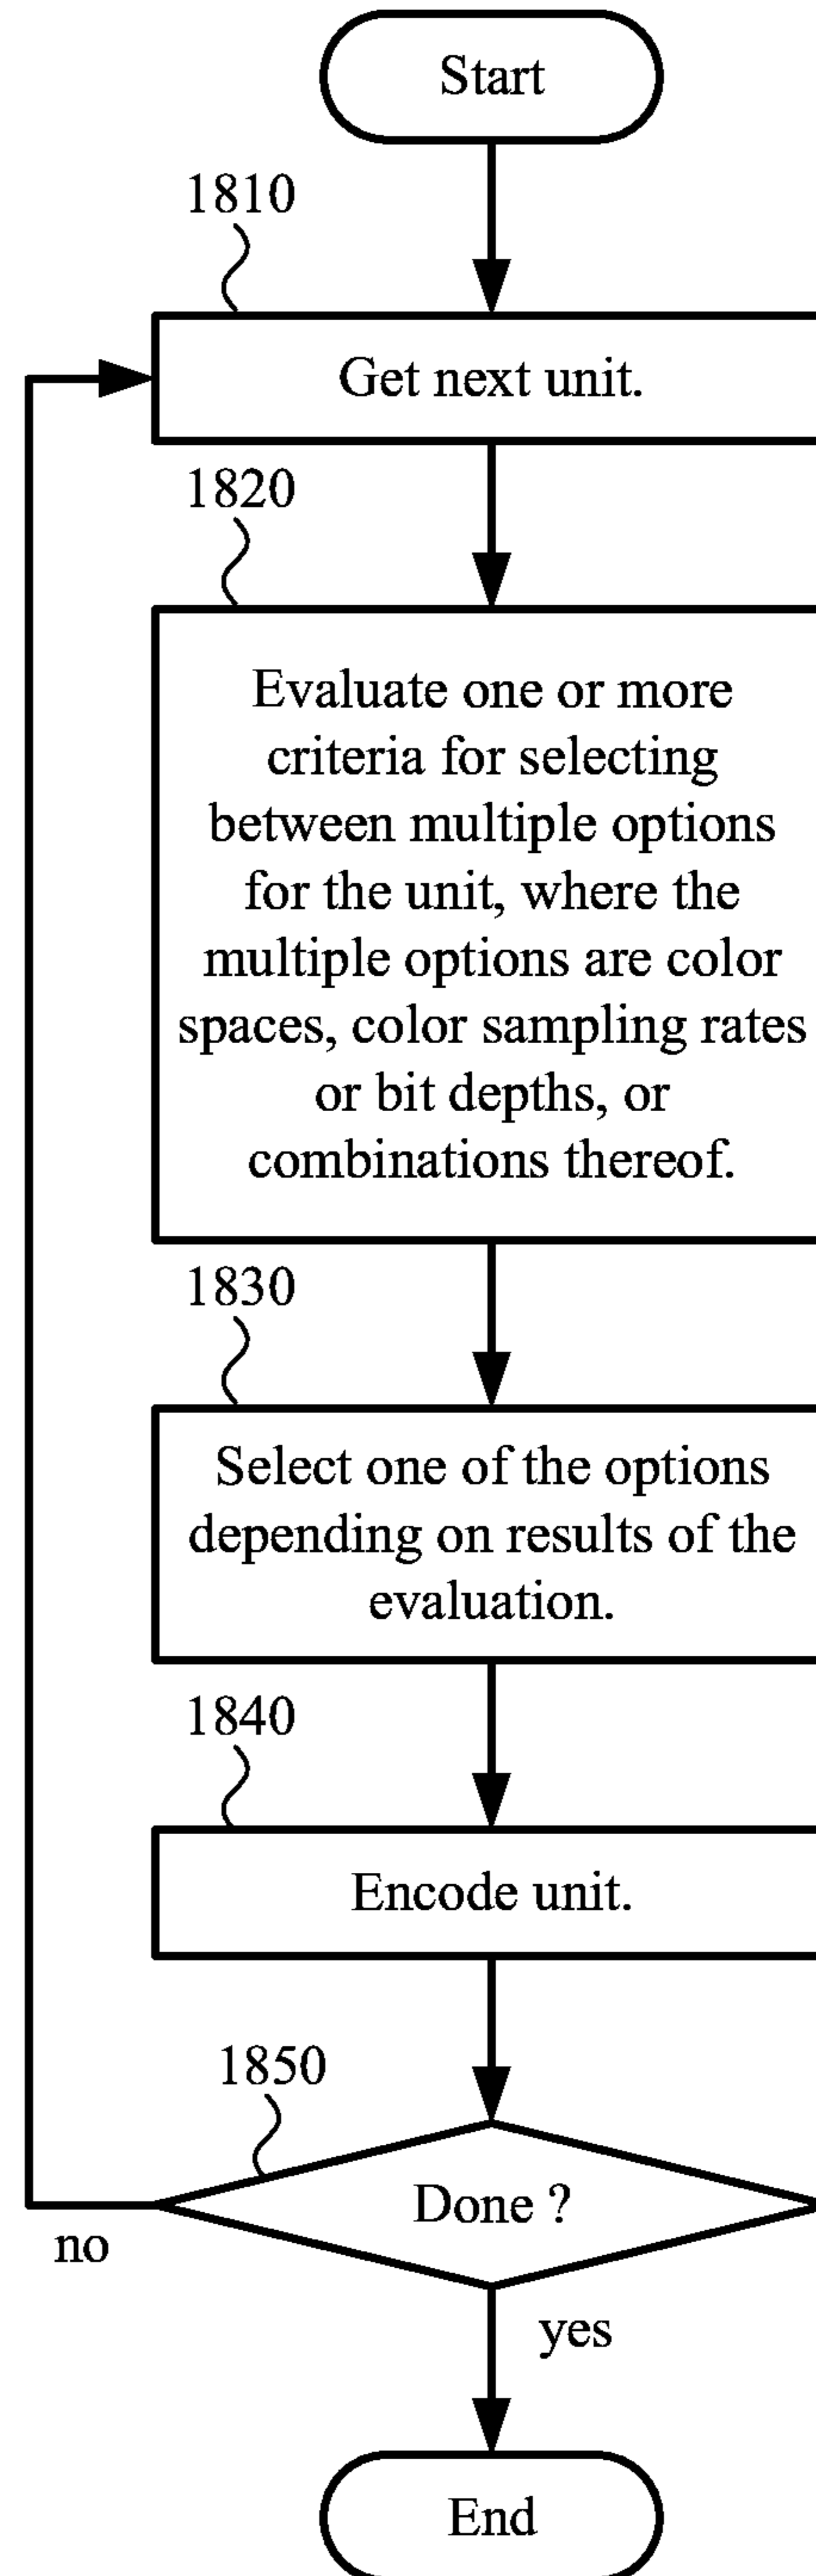 Start
1810
Get next unit.
1820
Evaluate one or more
criteria for selecting
between multiple options
for the unit, where the
multiple options are color
spaces, color sampling rates
or bit depths, or
combinations thereof.
1830
Select one of the options
depending on results of the
evaluation.
1840
Encode unit.
1850
Done ?
no
yes
End